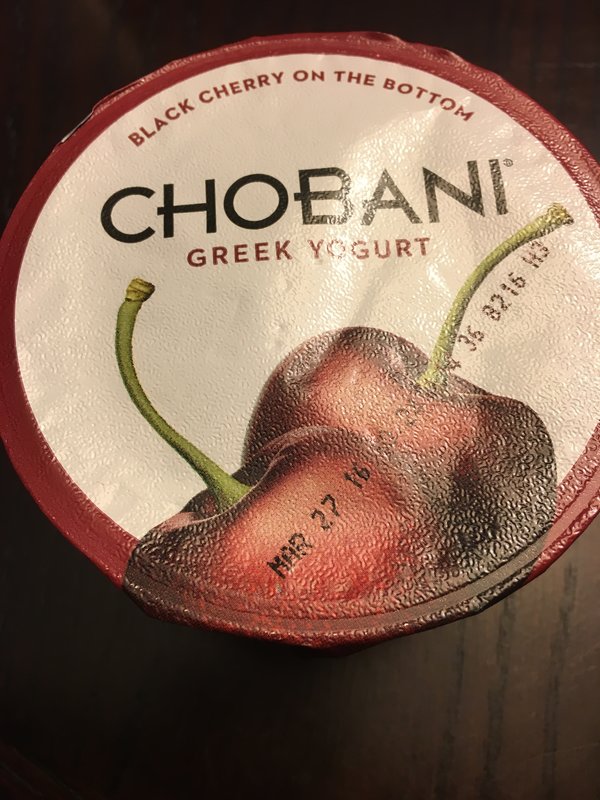 BLACK CHERRY ON THE BOTTOM
CHOBANI®
GREEK YOGURT
36 8216 H3
MAR 27 16